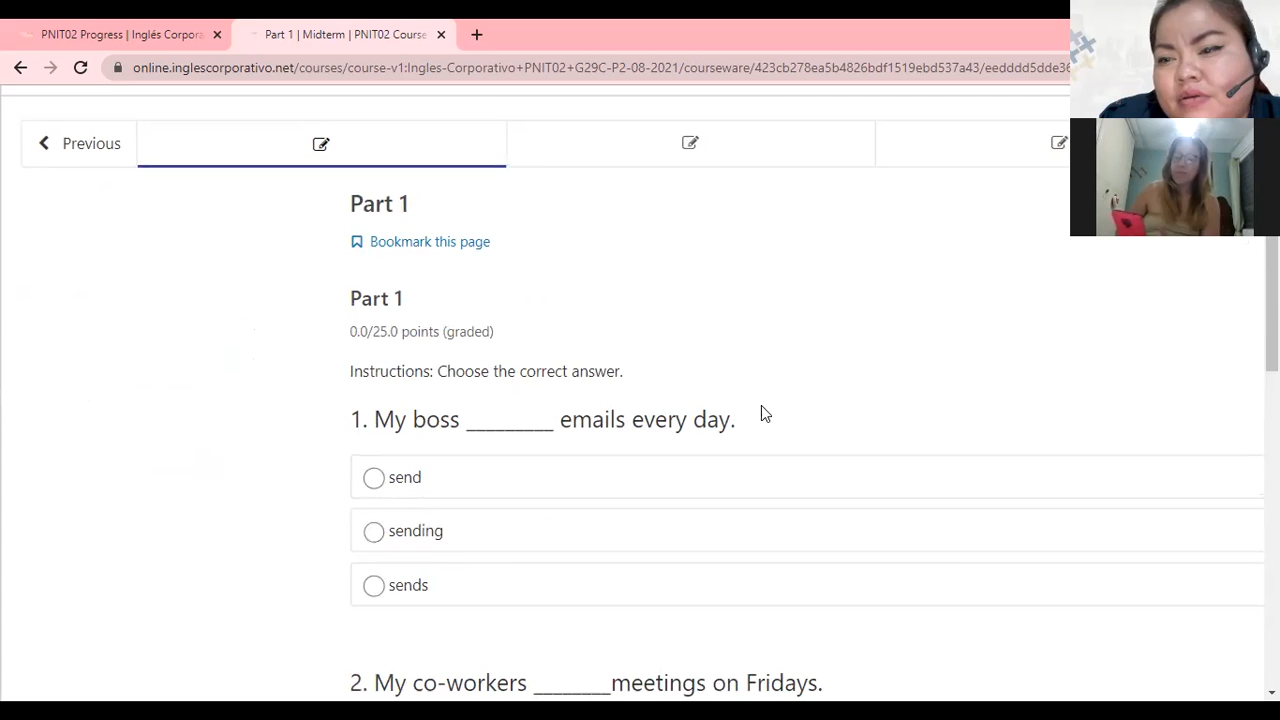 PNIT02 Progress | Inglés Corpora
Part 1 | Midterm | PNIT02 Course
online.inglescorporativo.net/courses/course-v1:Ingles-Corporativo+PNIT02+G29C-P2-08-2021/courseware/423cb278ea5b4826bdf1519ebd537a43/eedddd5dde36
Previous
Part 1
Bookmark this page
Part 1
0.0/25.0 points (graded)
Instructions: Choose the correct answer.
1. My boss _________ emails every day.
send
sending
sends
2. My co-workers ________meetings on Fridays.